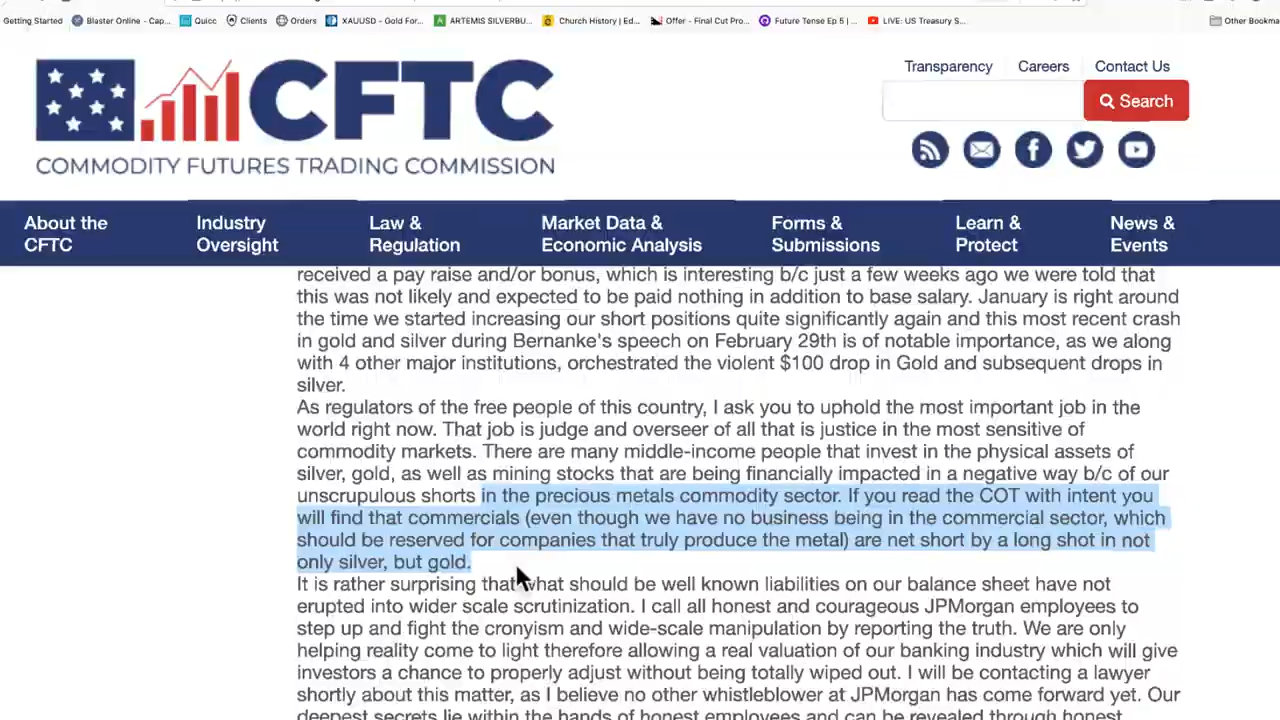 Getting Started
Blaster Online - Cap...
Quicc
Clients
Orders
XAUUSD - Gold For...
ARTEMIS SILVERBU...
Church History | Ed...
Offer - Final Cut Pro...
Future Tense Ep 5 | ...
LIVE: US Treasury S...
Other Bookma
CFTC
COMMODITY FUTURES TRADING COMMISSION
Transparency
Careers
Contact Us
Search
About the
CFTC
Industry
Oversight
Law &
Regulation
Market Data &
Economic Analysis
Forms &
Submissions
Learn &
Protect
News &
Events
received a pay raise and/or bonus, which is interesting b/c just a few weeks ago we were told that
this was not likely and expected to be paid nothing in addition to base salary. January is right around
the time we started increasing our short positions quite significantly again and this most recent crash
in gold and silver during Bernanke's speech on February 29th is of notable importance, as we along
with 4 other major institutions, orchestrated the violent $100 drop in Gold and subsequent drops in
silver.
As regulators of the free people of this country, I ask you to uphold the most important job in the
world right now. That job is judge and overseer of all that is justice in the most sensitive of
commodity markets. There are many middle-income people that invest in the physical assets of
silver, gold, as well as mining stocks that are being financially impacted in a negative way b/c of our
unscrupulous shorts in the precious metals commodity sector. If you read the COT with intent you
will find that commercials (even though we have no business being in the commercial sector, which
should be reserved for companies that truly produce the metal) are net short by a long shot in not
only silver, but gold.
It is rather surprising that what should be well known liabilities on our balance sheet have not
erupted into wider scale scrutinization. I call all honest and courageous JPMorgan employees to
step up and fight the cronyism and wide-scale manipulation by reporting the truth. We are only
helping reality come to light therefore allowing a real valuation of our banking industry which will give
investors a chance to properly adjust without being totally wiped out. I will be contacting a lawyer
shortly about this matter, as I believe no other whistleblower at JPMorgan has come forward yet. Our
deepest secrets lie within the hands of honest employees and can be revealed through honest